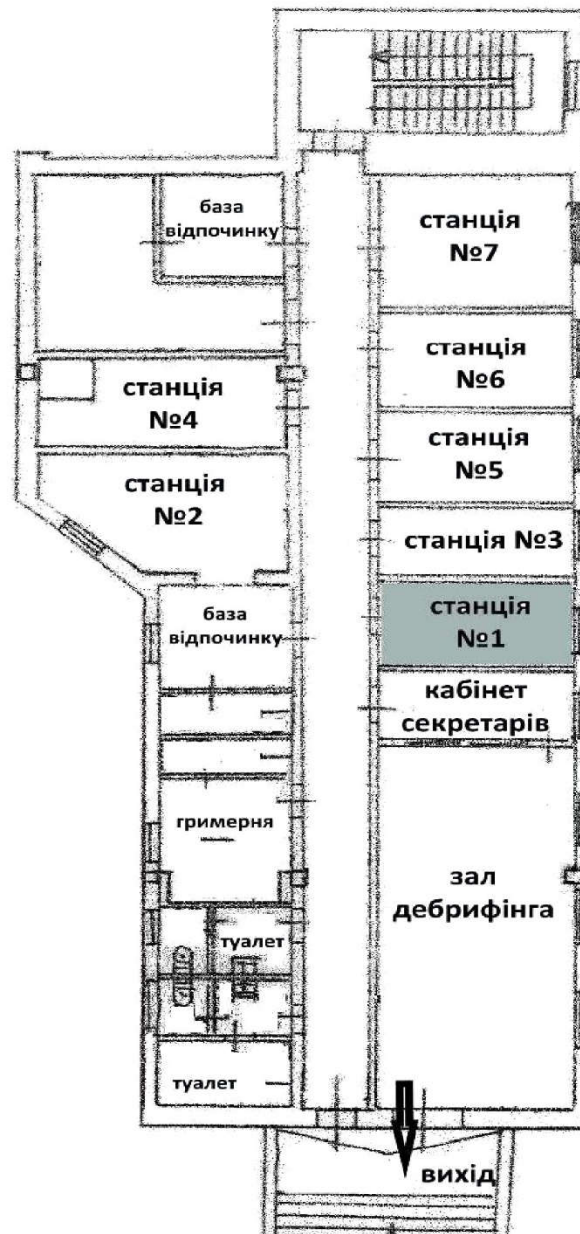 база
відпочинку
станція
№7
станція
№6
станція
№4
станція
№5
станція
№2
станція №3
база
відпочинку
станція
№1
кабінет
секретарів
гримерня
зал
дебрифінга
туалет
туалет
вихід